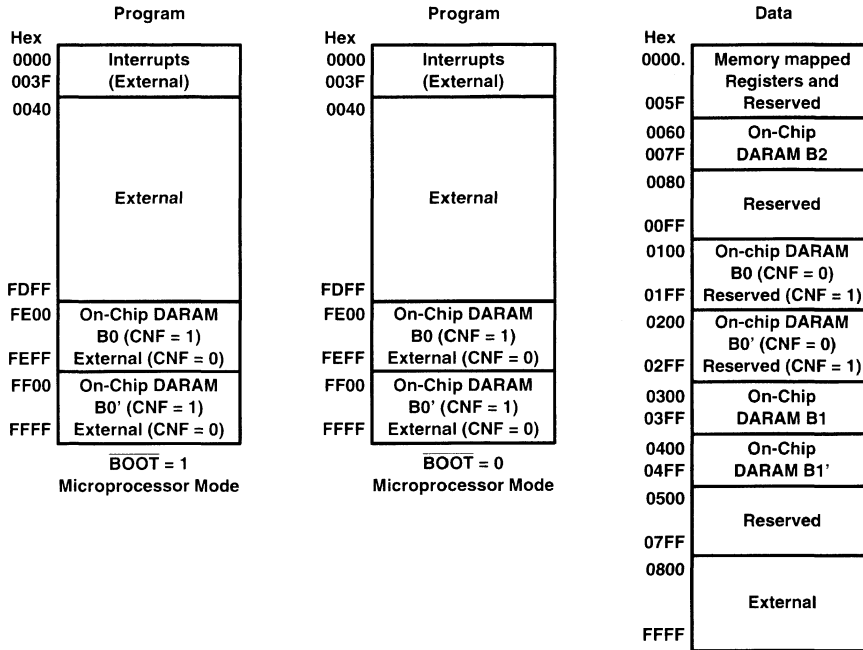 Program
Hex
0000
Interrupts
003F
(External)
0040
External
FDFF
FE00
On-Chip DARAM
B0 (CNF = 1)
FEFF
External (CNF = 0)
FF00
On-Chip DARAM
B0' (CNF = 1)
FFFF
External (CNF = 0)
BOOT = 1
Microprocessor Mode
Program
Hex
0000
Interrupts
003F
(External)
0040
External
FDFF
FE00
On-Chip DARAM
B0 (CNF = 1)
FEFF
External (CNF = 0)
FF00
On-Chip DARAM
B0' (CNF = 1)
FFFF
External (CNF = 0)
BOOT = 0
Microprocessor Mode
Data
Hex
0000.
Memory mapped
Registers and
005F
Reserved
0060
On-Chip
007F
DARAM B2
0080
Reserved
00FF
0100
On-chip DARAM
B0 (CNF = 0)
01FF
Reserved (CNF = 1)
0200
On-chip DARAM
B0' (CNF = 0)
02FF
Reserved (CNF = 1)
0300
On-Chip
03FF
DARAM B1
0400
On-Chip
04FF
DARAM B1'
0500
Reserved
07FF
0800
External
FFFF